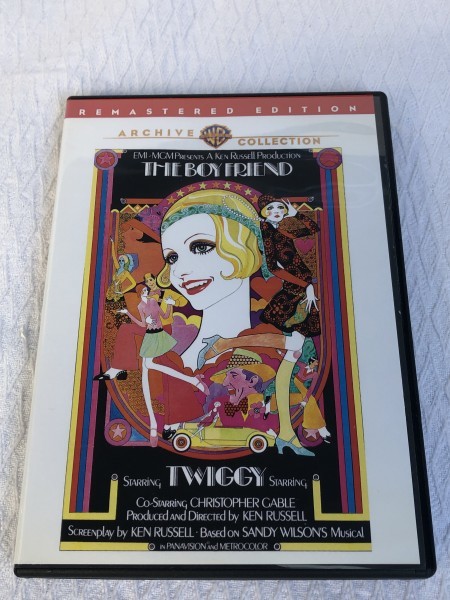 REMASTERED EDITION
ARCHIVE WB COLLECTION
EMI-MGM PRESENTS A KEN RUSSELL PRODUCTION
THE BOY FRIEND
STARRING TWIGGY STARRING
CO-STARRING CHRISTOPHER GABLE
PRODUCED AND DIRECTED BY KEN RUSSELL
SCREENPLAY BY KEN RUSSELL · BASED ON SANDY WILSON'S MUSICAL
IN PANAVISION AND METROCOLOR